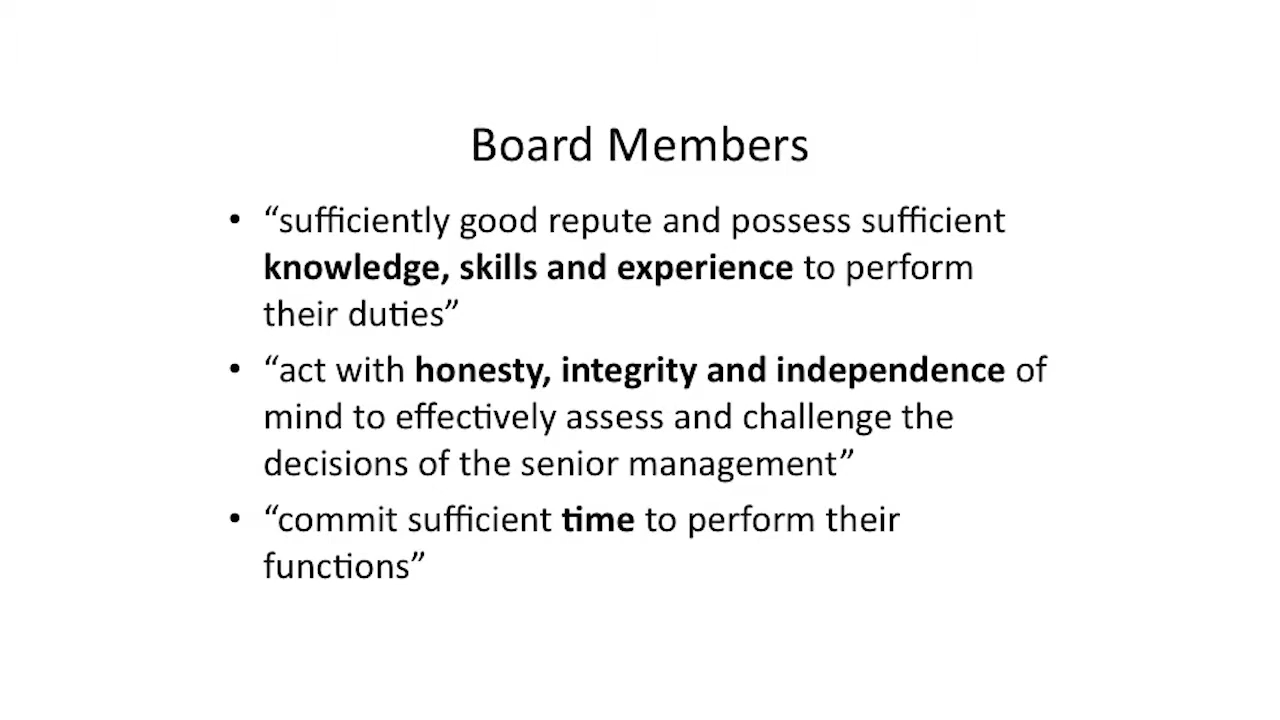 Board Members
• “sufficiently good repute and possess sufficient
knowledge, skills and experience to perform
their duties”
• “act with honesty, integrity and independence of
mind to effectively assess and challenge the
decisions of the senior management”
• “commit sufficient time to perform their
functions”